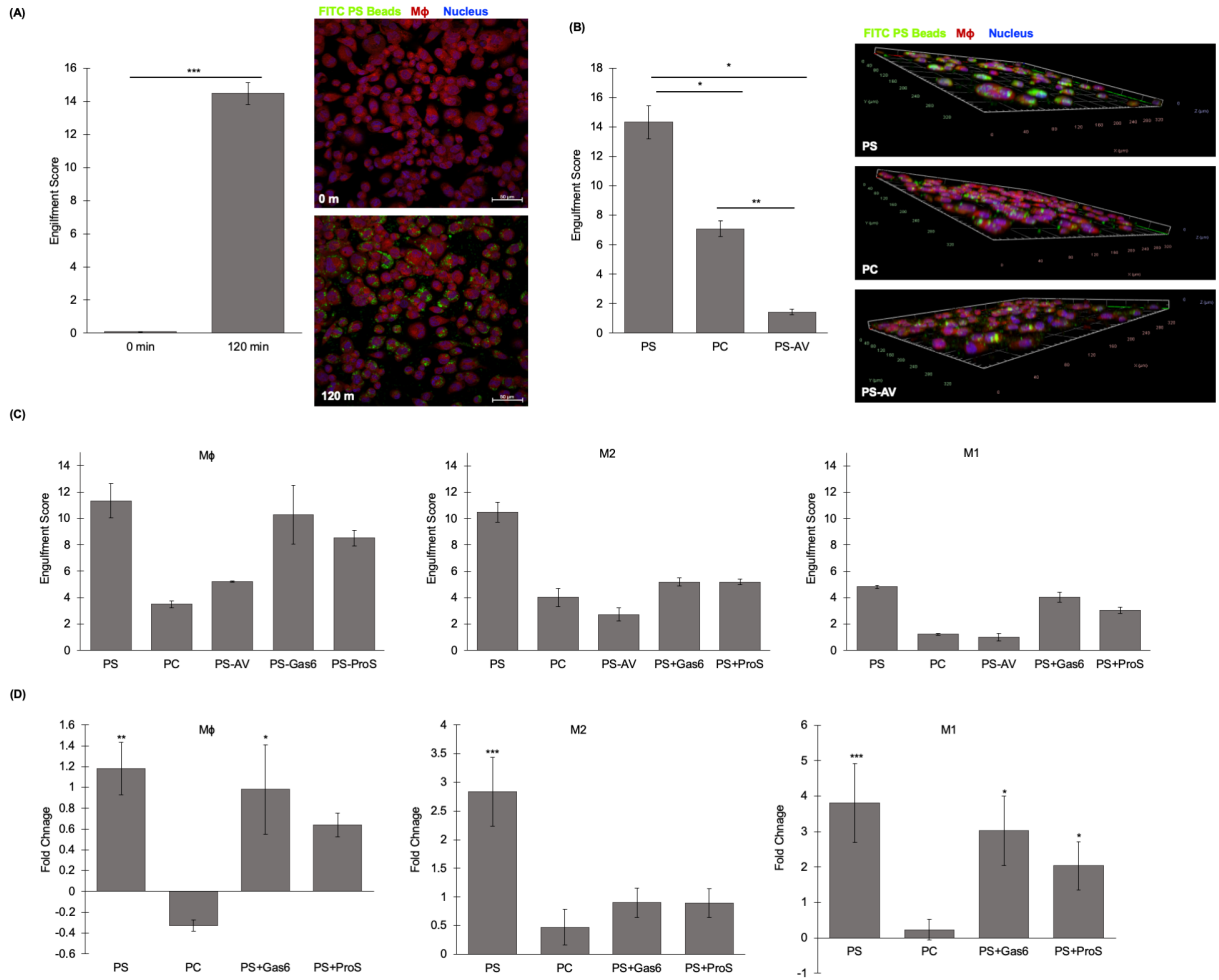 (A)
FITC PS Beads Mϕ Nucleus
Engilfment Score
16
14
12
10
8
6
4
2
0
***
0 min
120 min
0 m
50 µm
120 m
50 µm
(B)
FITC PS Beads Mϕ Nucleus
Engulfment Score
18
16
14
12
10
8
6
4
2
0
*
*
**
PS
PC
PS-AV
PS
PC
PS-AV
(C)
Mϕ
Engulfment Score
14
12
10
8
6
4
2
0
PS
PC
PS-AV
PS-Gas6
PS-ProS
M2
Engulfment Score
14
12
10
8
6
4
2
0
PS
PC
PS-AV
PS+Gas6
PS+ProS
M1
Engulfment Score
14
12
10
8
6
4
2
0
PS
PC
PS-AV
PS+Gas6
PS+ProS
(D)
Mϕ
Fold Chnage
1.6
1.4
1.2
1
0.8
0.6
0.4
0.2
0
-0.2
-0.4
-0.6
**
*
PS
PC
PS+Gas6
PS+ProS
M2
Fold Chnage
4
3.5
3
2.5
2
1.5
1
0.5
0
***
PS
PC
PS+Gas6
PS+ProS
M1
Fold Chnage
6
5
4
3
2
1
0
-1
***
*
*
PS
PC
PS+Gas6
PS+ProS